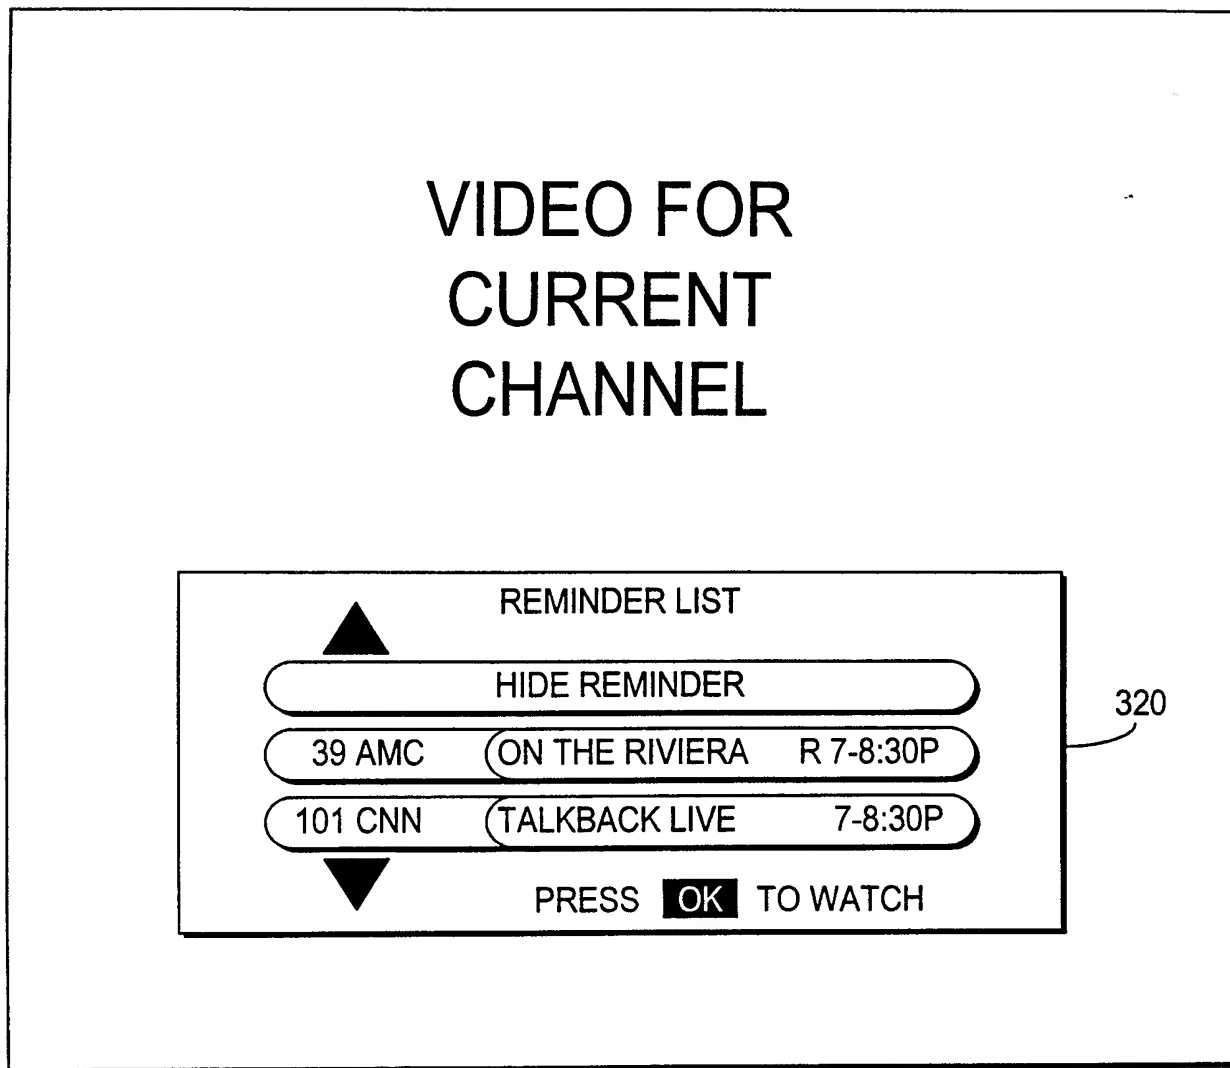 VIDEO FOR
CURRENT
CHANNEL
REMINDER LIST
HIDE REMINDER
39 AMC ON THE RIVIERA R 7-8:30P
101 CNN TALKBACK LIVE 7-8:30P
PRESS OK TO WATCH
320